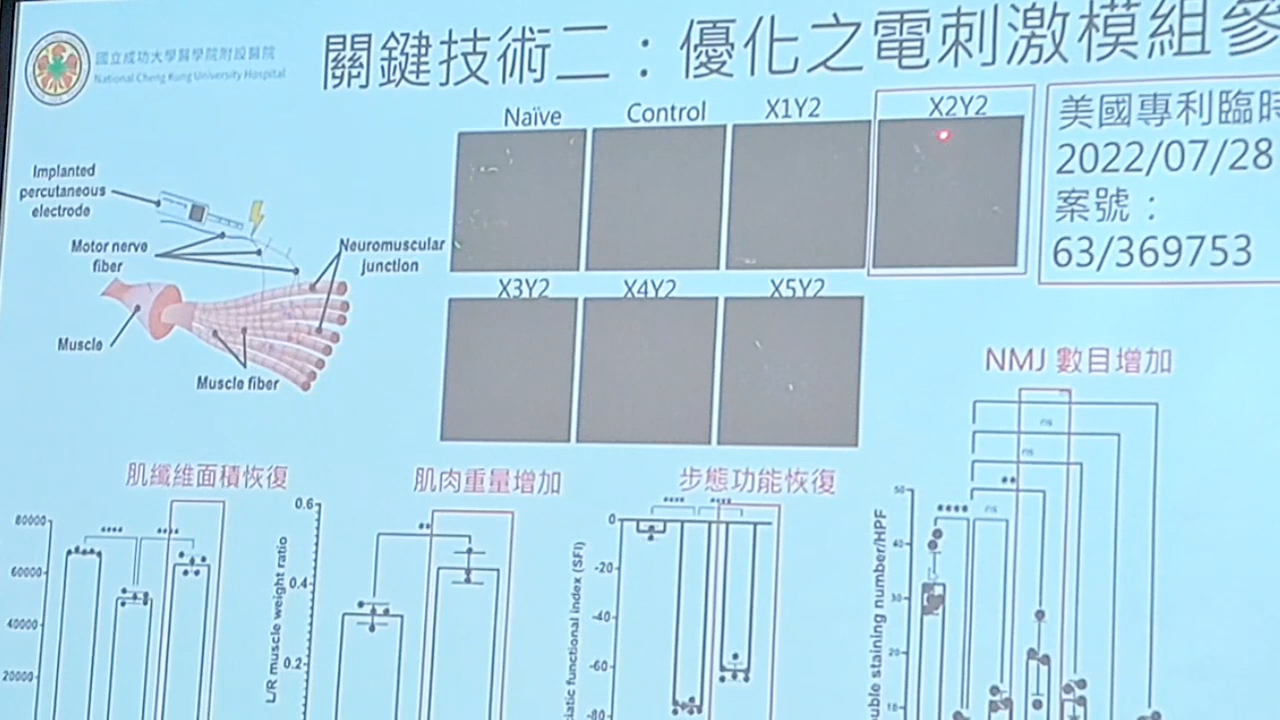 國立成功大學醫學院附設醫院
National Cheng Kung University Hospital
關鍵技術二：優化之電刺激模組參
Naïve
Control
X1Y2
X2Y2
美國專利臨時
2022/07/28
案號：
63/369753
Implanted
percutaneous
electrode
Motor nerve
fiber
Neuromuscular
junction
Muscle
Muscle fiber
X3Y2
X4Y2
X5Y2
NMJ 數目增加
肌纖維面積恢復
肌肉重量增加
步態功能恢復
80000
60000
40000
20000
****
****
L/R muscle weight ratio
0.6
0.4
0.2
**
ciatic functional index (SFI)
0
-20
-40
-60
-80
****
****
uble staining number/HPF
50
40
30
20
10
****
ns
**
ns
ns